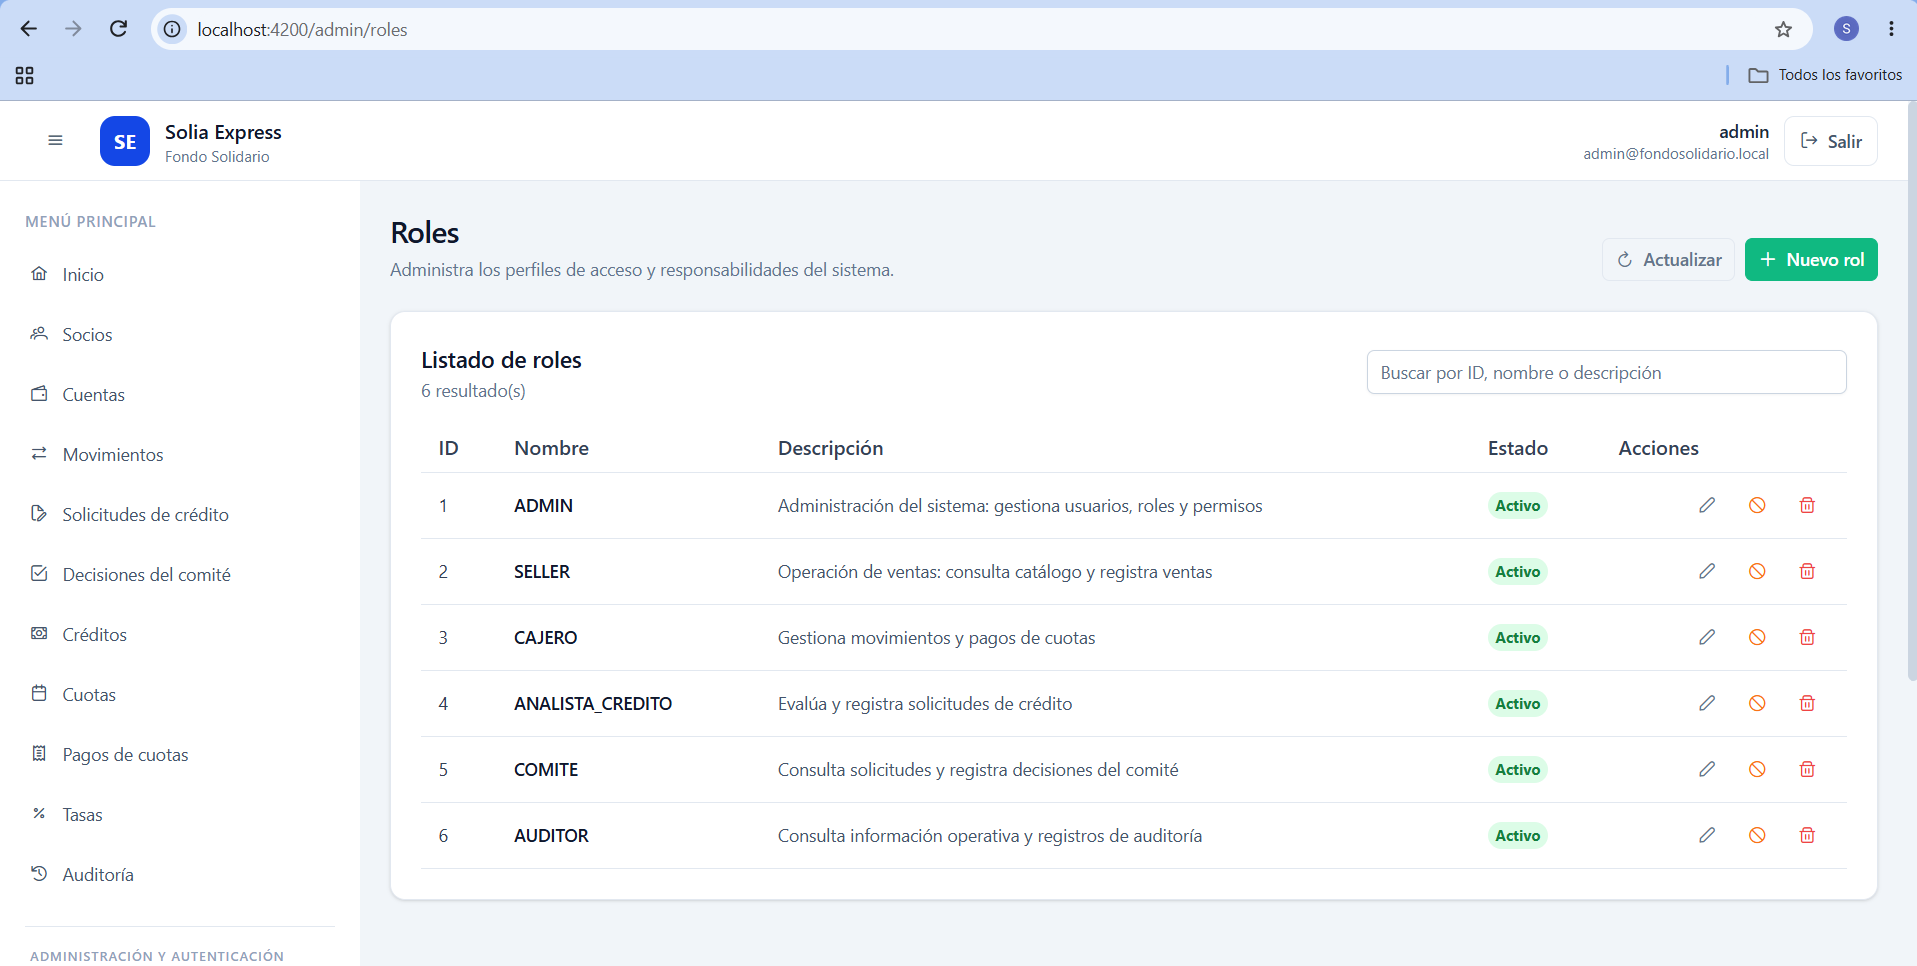 localhost:4200/admin/roles
S
Todos los favoritos
SE
Solia Express
Fondo Solidario
admin
admin@fondosolidario.local
Salir
MENÚ PRINCIPAL
Inicio
Socios
Cuentas
Movimientos
Solicitudes de crédito
Decisiones del comité
Créditos
Cuotas
Pagos de cuotas
Tasas
Auditoría
ADMINISTRACIÓN Y AUTENTICACIÓN
Roles
Administra los perfiles de acceso y responsabilidades del sistema.
Actualizar
Nuevo rol
Listado de roles
6 resultado(s)
Buscar por ID, nombre o descripción
ID Nombre Descripción Estado Acciones
1 ADMIN Administración del sistema: gestiona usuarios, roles y permisos Activo
2 SELLER Operación de ventas: consulta catálogo y registra ventas Activo
3 CAJERO Gestiona movimientos y pagos de cuotas Activo
4 ANALISTA_CREDITO Evalúa y registra solicitudes de crédito Activo
5 COMITE Consulta solicitudes y registra decisiones del comité Activo
6 AUDITOR Consulta información operativa y registros de auditoría Activo